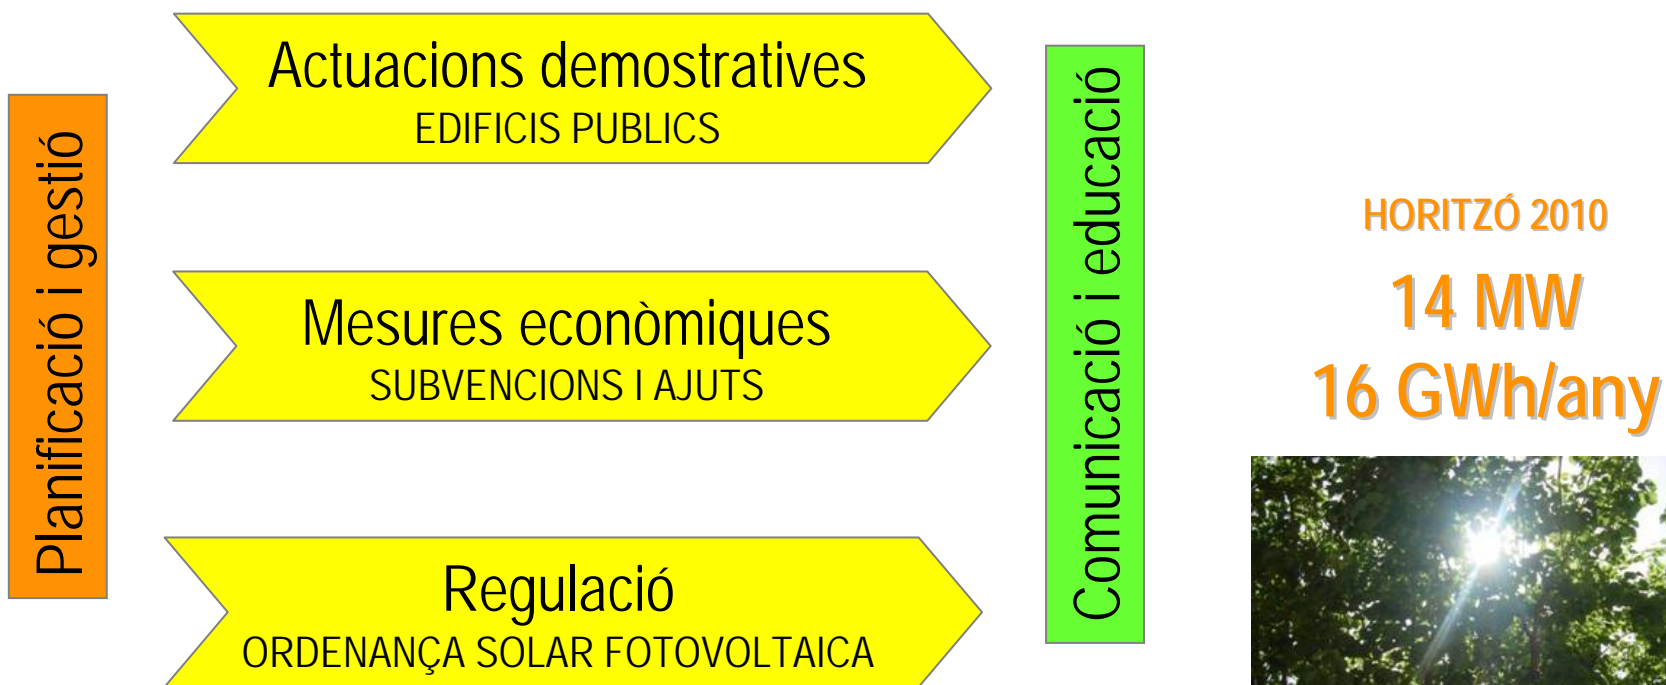 Planificació i gestió
Actuacions demostratives
EDIFICIS PUBLICS
Mesures econòmiques
SUBVENCIONS I AJUTS
Regulació
ORDENANÇA SOLAR FOTOVOLTAICA
Comunicació i educació
HORITZÓ 2010
14 MW
16 GWh/any